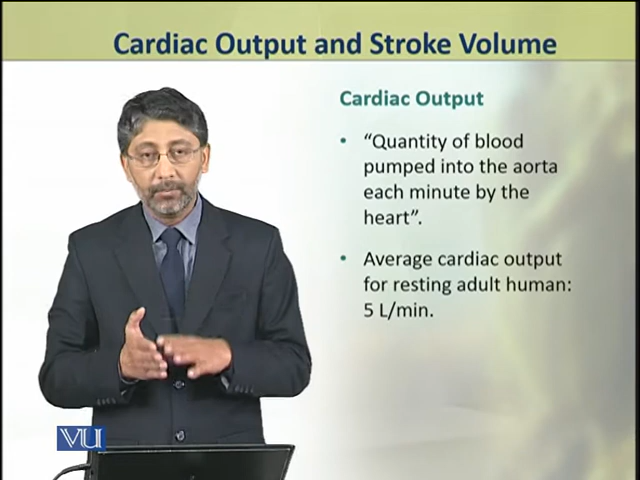 Cardiac Output and Stroke Volume
Cardiac Output
• “Quantity of blood
pumped into the aorta
each minute by the
heart”.
• Average cardiac output
for resting adult human:
5 L/min.
VU